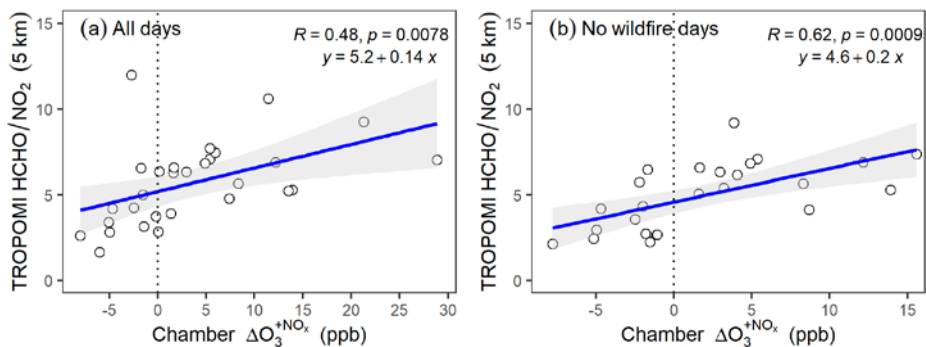 (a) All days
R = 0.48, p = 0.0078
y = 5.2 + 0.14 x
TROPOMI HCHO/NO₂ (5 km)
15
10
5
0
-5 0 5 10 15 20 25 30
Chamber ΔO₃⁺ᴺᴼˣ (ppb)
(b) No wildfire days
R = 0.62, p = 0.0009
y = 4.6 + 0.2 x
TROPOMI HCHO/NO₂ (5 km)
15
10
5
0
-5 0 5 10 15
Chamber ΔO₃⁺ᴺᴼˣ (ppb)